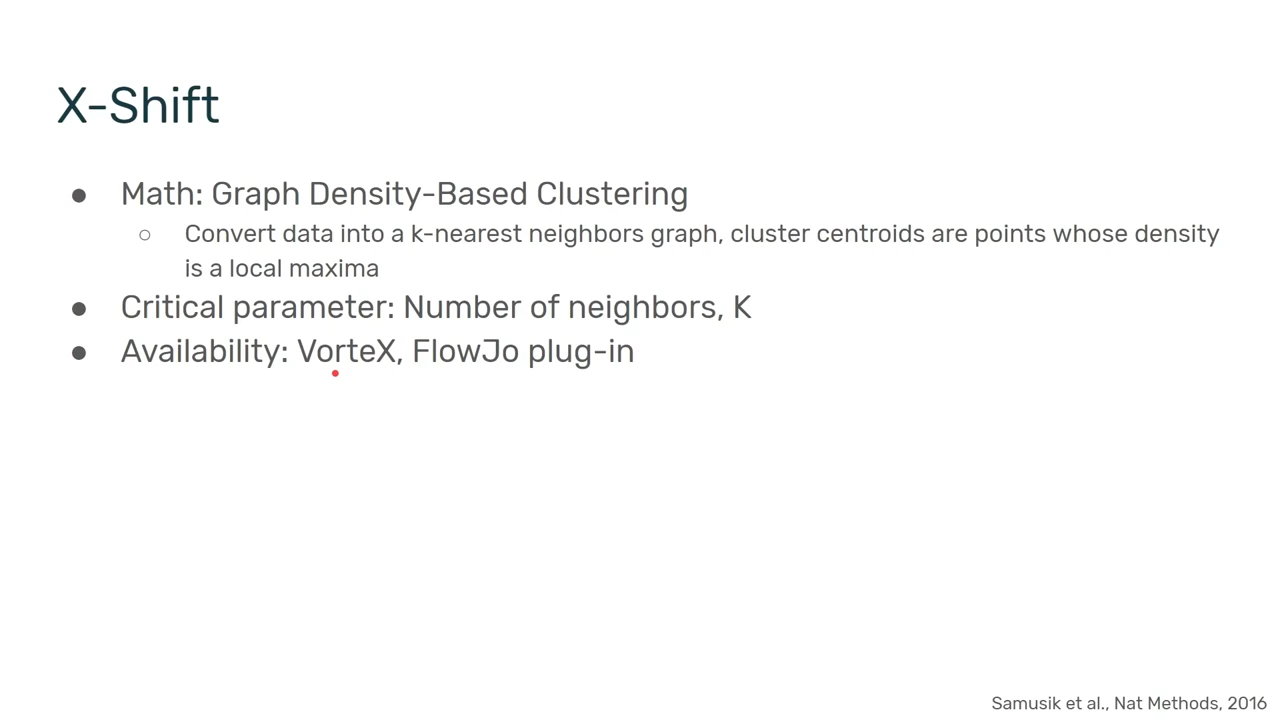 X-Shift
● Math: Graph Density-Based Clustering
○ Convert data into a k-nearest neighbors graph, cluster centroids are points whose density
is a local maxima
● Critical parameter: Number of neighbors, K
● Availability: VorteX, FlowJo plug-in
Samusik et al., Nat Methods, 2016